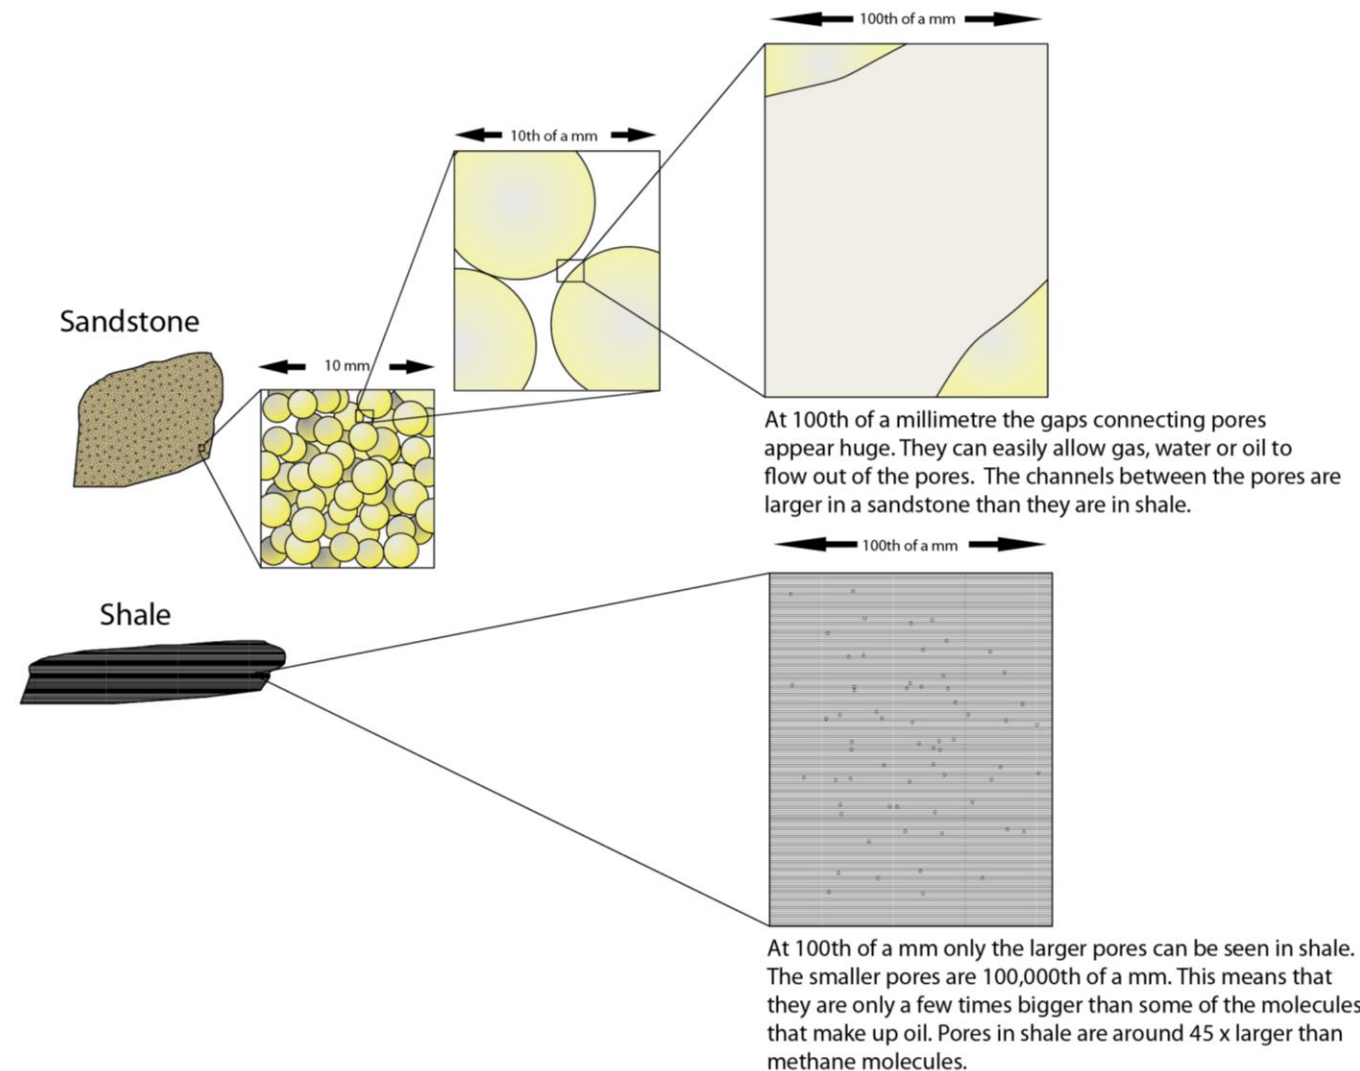 100th of a mm
10th of a mm
Sandstone
10 mm
At 100th of a millimetre the gaps connecting pores
appear huge. They can easily allow gas, water or oil to
flow out of the pores.  The channels between the pores are
larger in a sandstone than they are in shale.
100th of a mm
Shale
At 100th of a mm only the larger pores can be seen in shale.
The smaller pores are 100,000th of a mm. This means that
they are only a few times bigger than some of the molecules
that make up oil. Pores in shale are around 45 x larger than
methane molecules.